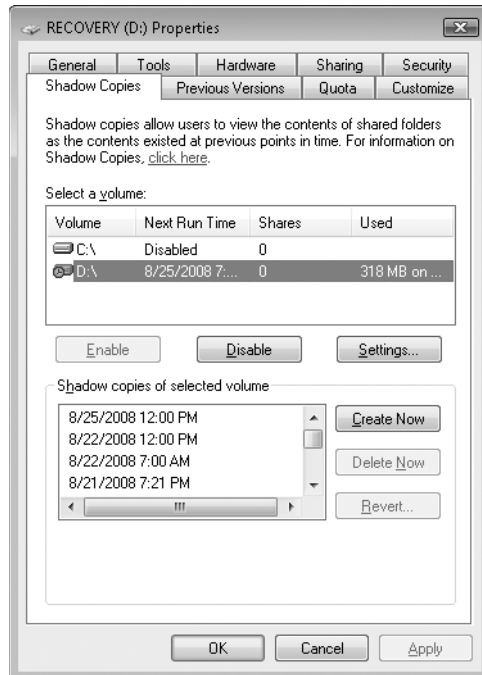 RECOVERY (D:) Properties
General Tools Hardware Sharing Security
Shadow Copies Previous Versions Quota Customize
Shadow copies allow users to view the contents of shared folders
as the contents existed at previous points in time. For information on
Shadow Copies, click here.
Select a volume:
Volume Next Run Time Shares Used
C:\ Disabled 0
D:\ 8/25/2008 7:... 0 318 MB on ...
Enable Disable Settings...
Shadow copies of selected volume
8/25/2008 12:00 PM
8/22/2008 12:00 PM
8/22/2008 7:00 AM
8/21/2008 7:21 PM
Create Now
Delete Now
Revert...
OK Cancel Apply